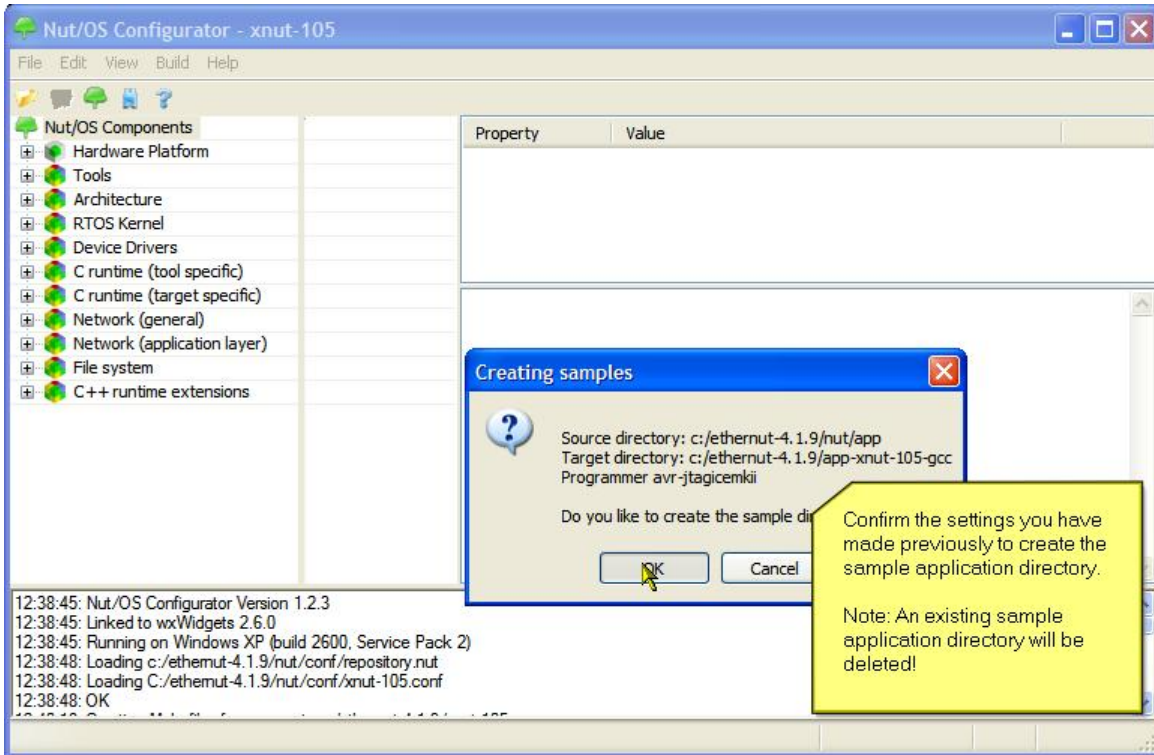 Nut/OS Configurator - xnut-105
File Edit View Build Help
Nut/OS Components
Hardware Platform
Tools
Architecture
RTOS Kernel
Device Drivers
C runtime (tool specific)
C runtime (target specific)
Network (general)
Network (application layer)
File system
C++ runtime extensions
Property Value
Creating samples
Source directory: c:/ethernut-4.1.9/nut/app
Target directory: c:/ethernut-4.1.9/app-xnut-105-gcc
Programmer avr-jtagicemkii
Do you like to create the sample
OK Cancel
Confirm the settings you have
made previously to create the
sample application directory.
Note: An existing sample
application directory will be
deleted!
12:38:45: Nut/OS Configurator Version 1.2.3
12:38:45: Linked to wxWidgets 2.6.0
12:38:45: Running on Windows XP (build 2600, Service Pack 2)
12:38:48: Loading c:/ethernut-4.1.9/nut/conf/repository.nut
12:38:48: Loading C:/ethernut-4.1.9/nut/conf/xnut-105.conf
12:38:48: OK